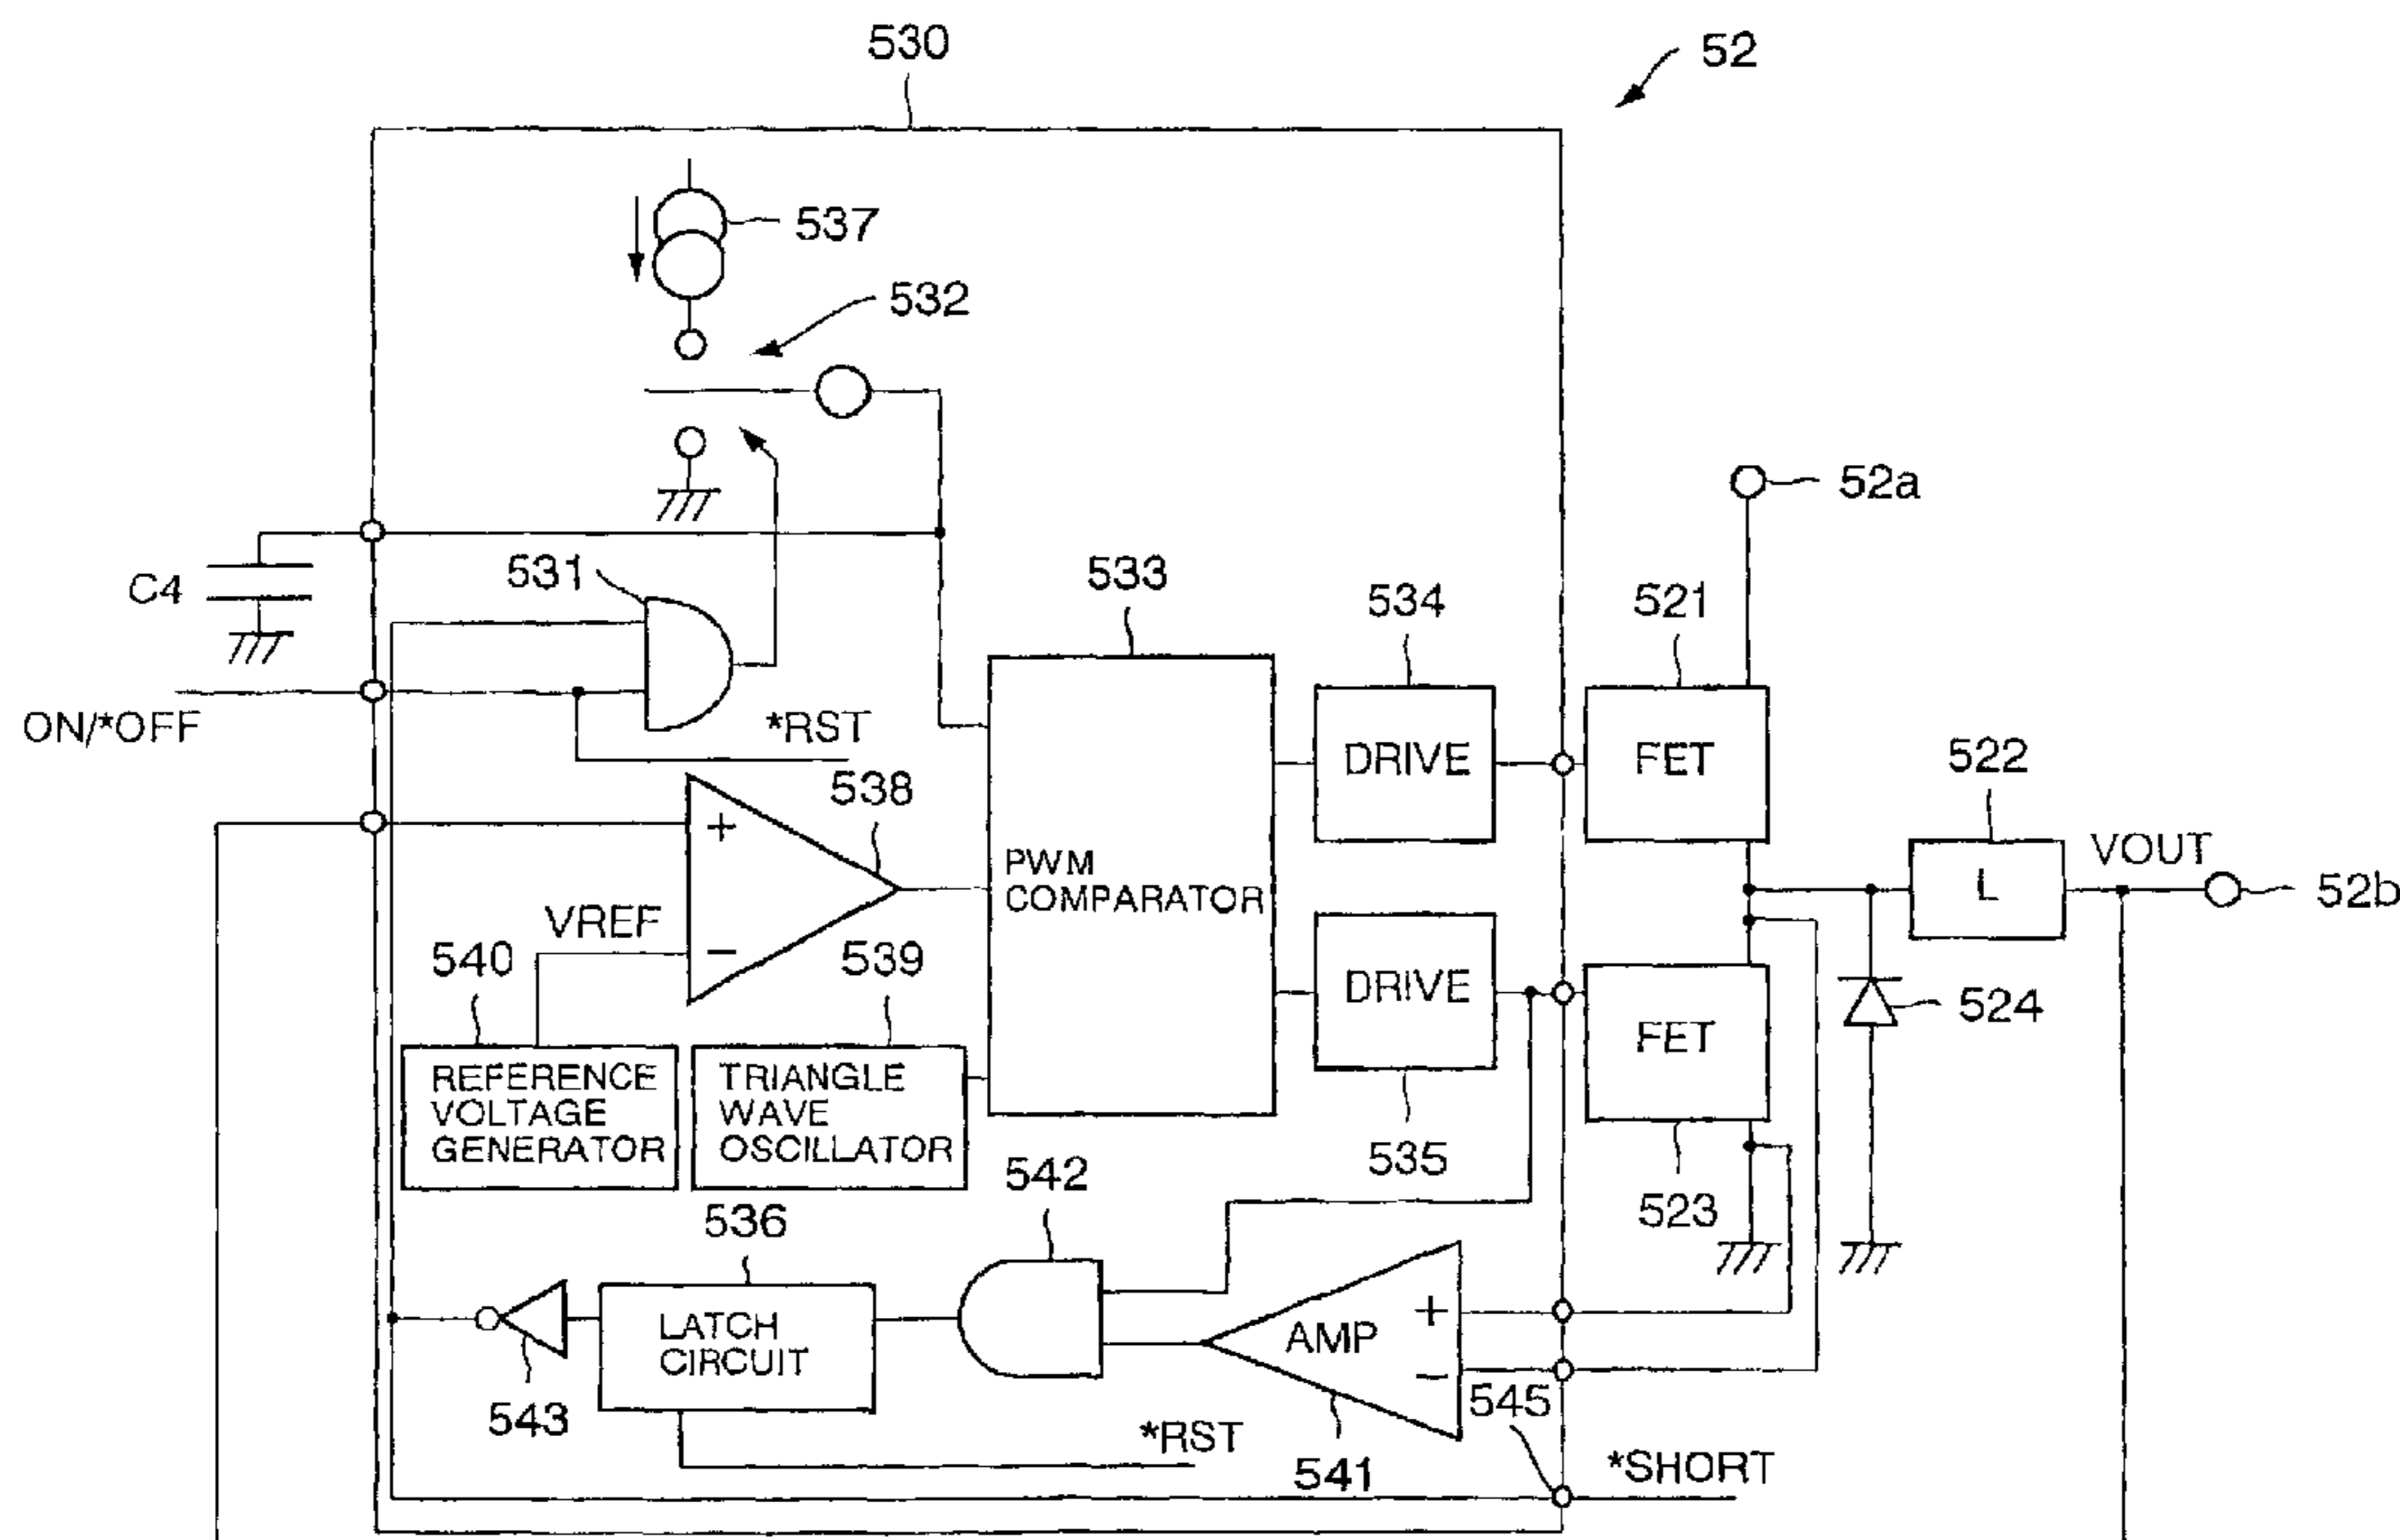 530
52
537
532
52a
C4
531
533
534
521
ON/*OFF
*RST
DRIVE
FET
522
538
VOUT
L
PWM
COMPARATOR
52b
VREF
540
539
DRIVE
FET
524
REFERENCE
VOLTAGE
GENERATOR
TRIANGLE
WAVE
OSCILLATOR
535
542
523
536
+
−
+
−
LATCH
CIRCUIT
AMP
543
545
*RST
541
*SHORT